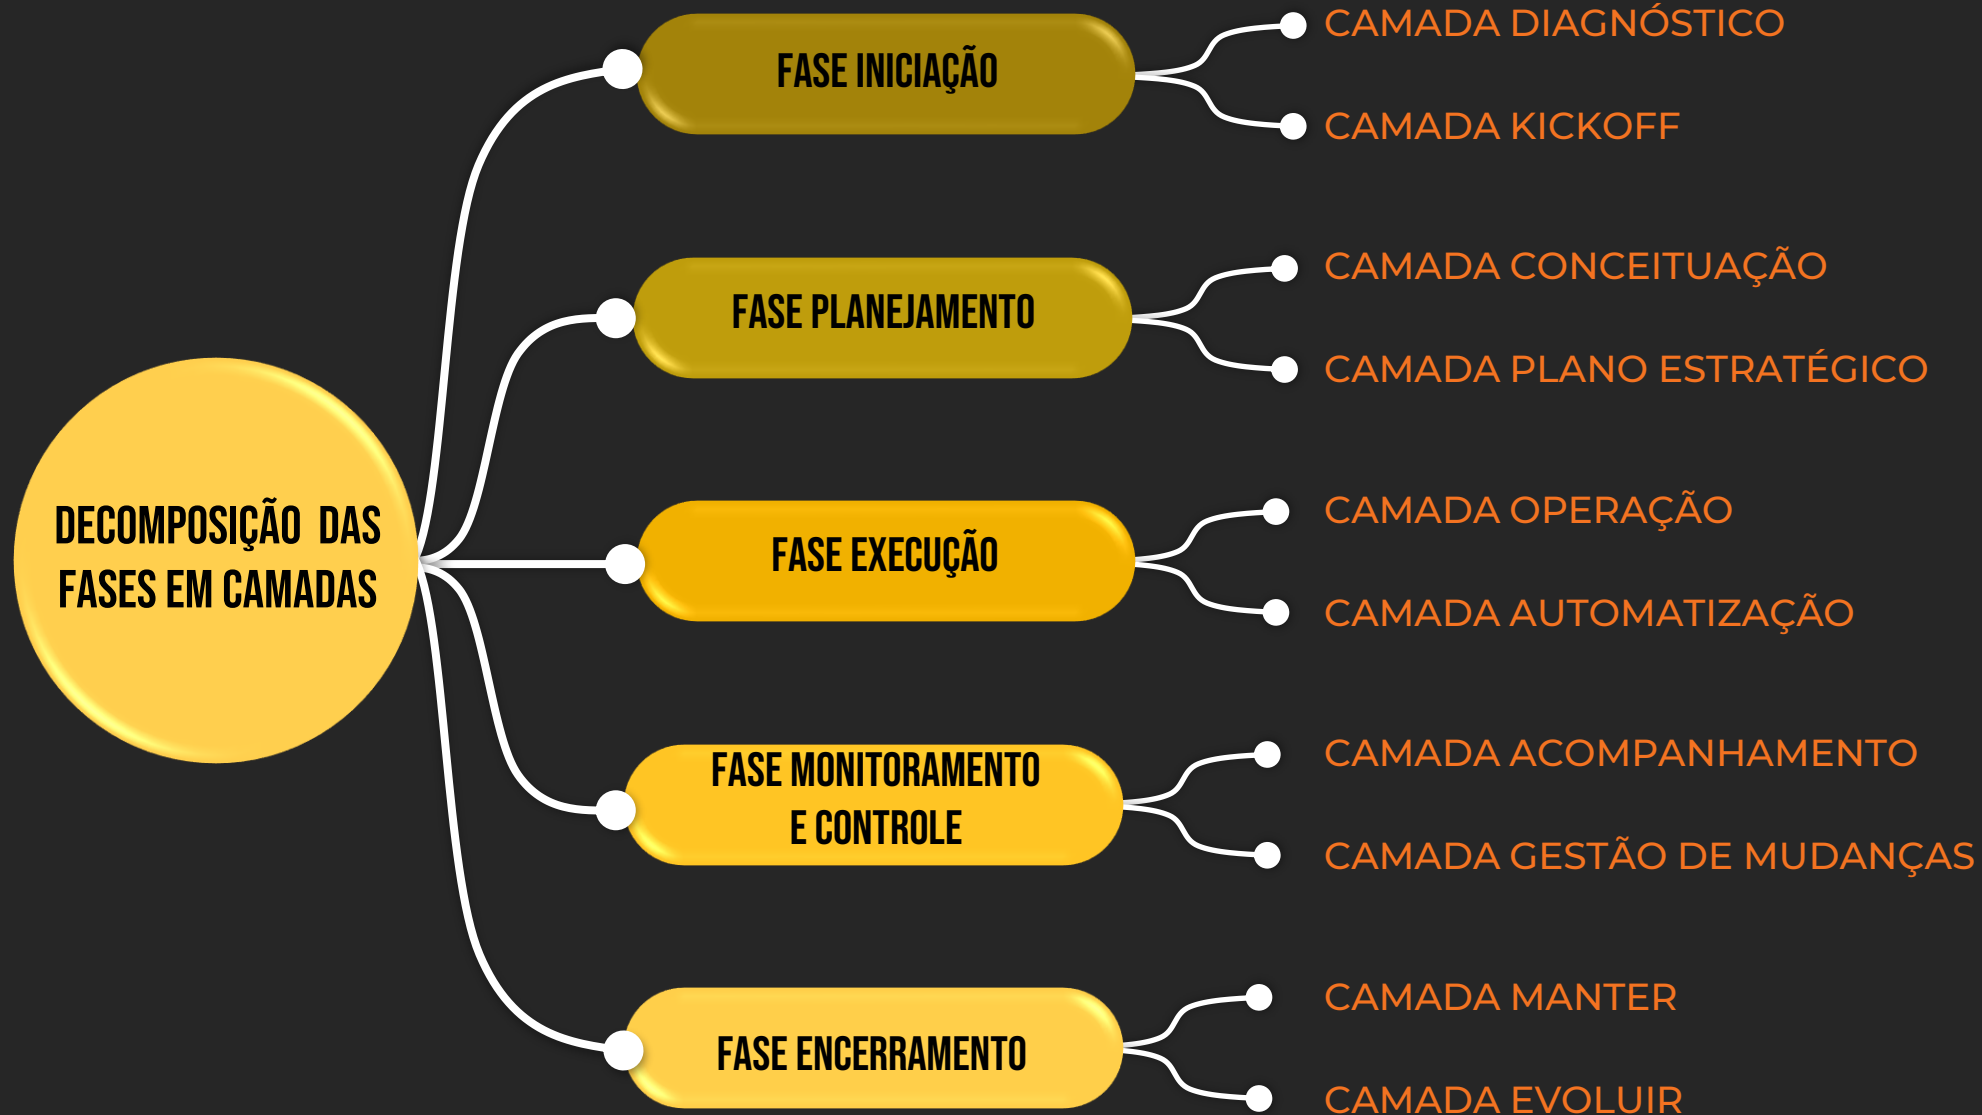 DECOMPOSIÇÃO DAS
FASES EM CAMADAS
FASE INICIAÇÃO
CAMADA DIAGNÓSTICO
CAMADA KICKOFF
FASE PLANEJAMENTO
CAMADA CONCEITUAÇÃO
CAMADA PLANO ESTRATÉGICO
FASE EXECUÇÃO
CAMADA OPERAÇÃO
CAMADA AUTOMATIZAÇÃO
FASE MONITORAMENTO
E CONTROLE
CAMADA ACOMPANHAMENTO
CAMADA GESTÃO DE MUDANÇAS
FASE ENCERRAMENTO
CAMADA MANTER
CAMADA EVOLUIR